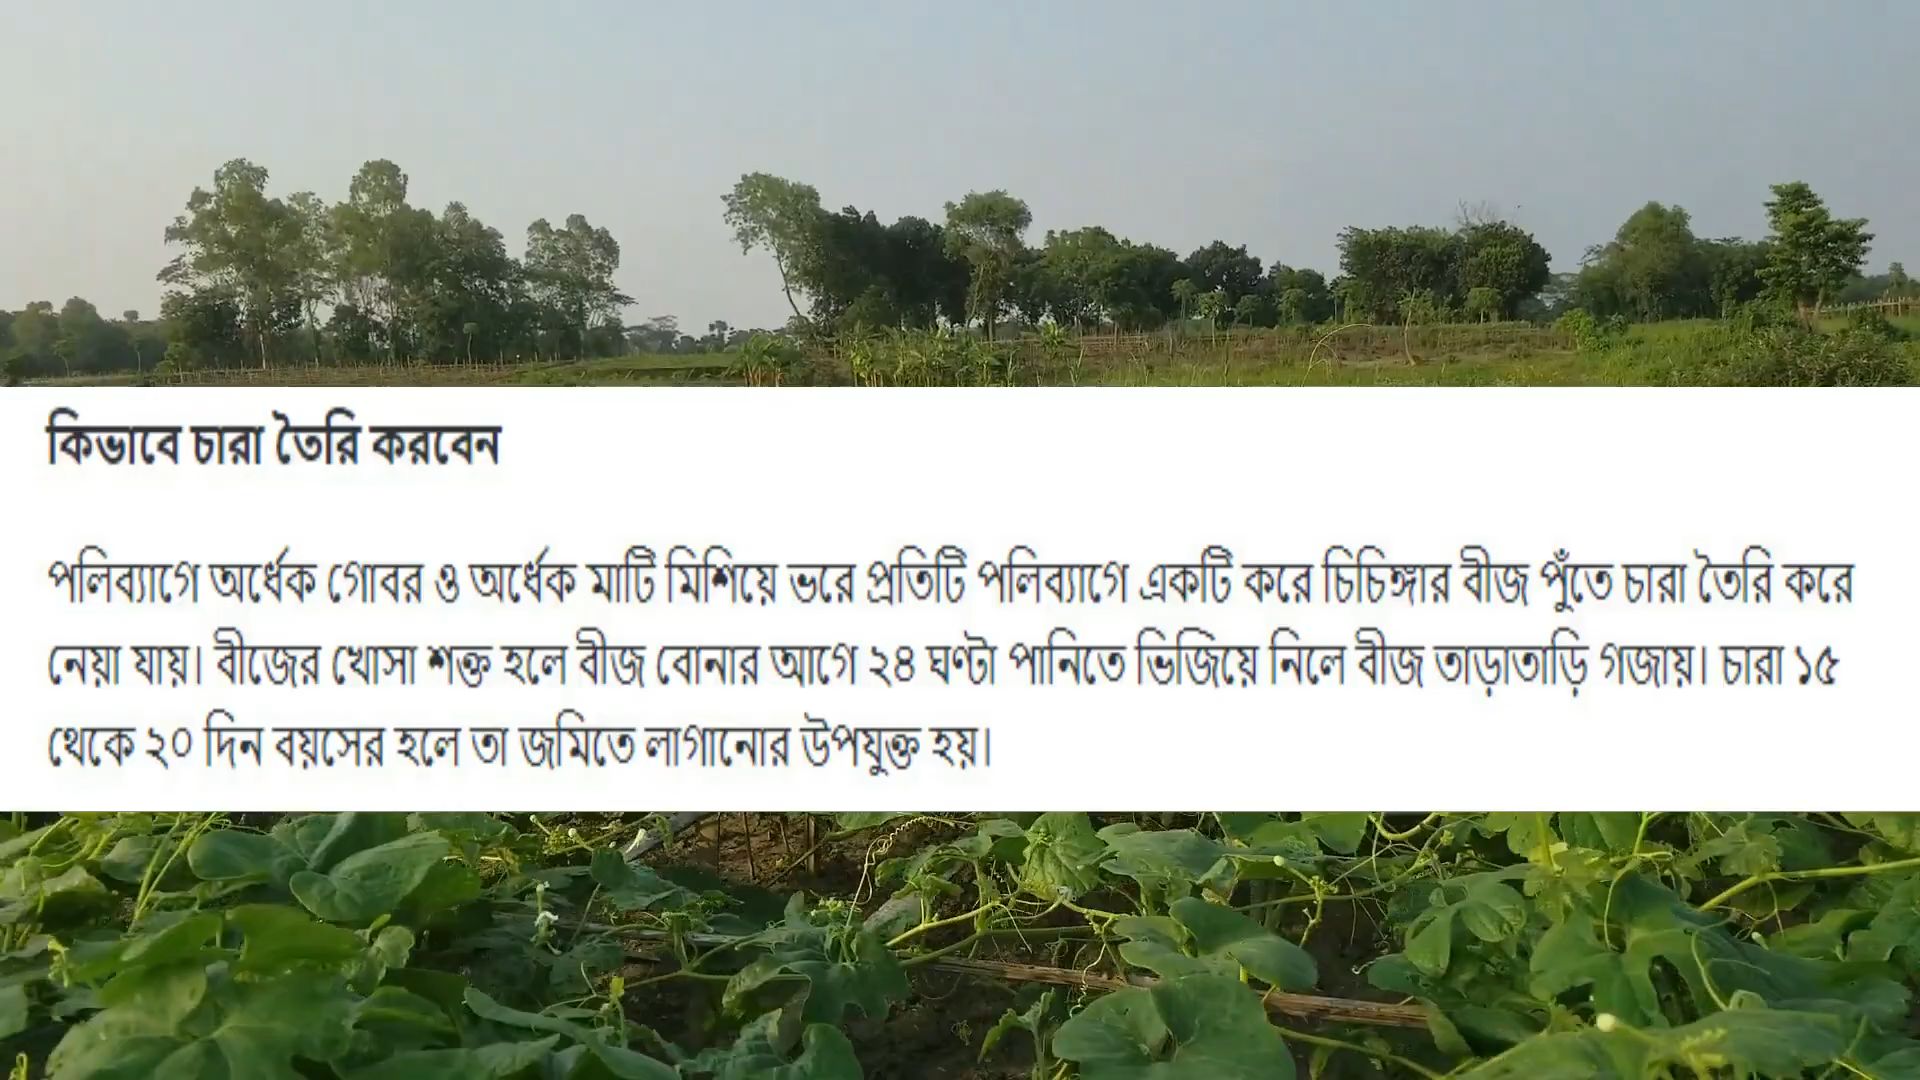 কিভাবে চারা তৈরি করবেন
পলিব্যাগে অর্ধেক গোবর ও অর্ধেক মাটি মিশিয়ে ভরে প্রতিটি পলিব্যাগে একটি করে চিচিঙ্গার বীজ পুঁতে চারা তৈরি করে
নেয়া যায়। বীজের খোসা শক্ত হলে বীজ বোনার আগে ২৪ ঘণ্টা পানিতে ভিজিয়ে নিলে বীজ তাড়াতাড়ি গজায়। চারা ১৫
থেকে ২০ দিন বয়সের হলে তা জমিতে লাগানোর উপযুক্ত হয়।